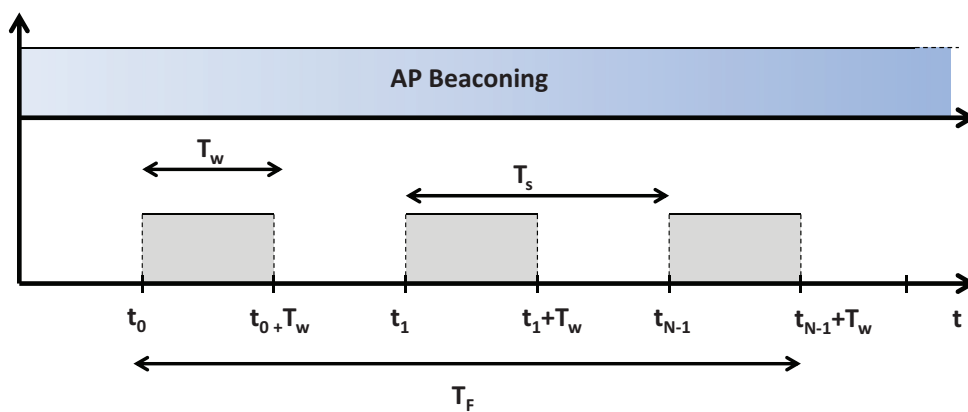 AP Beaconing
T_w
T_s
t_0
t_0 + T_w
t_1
t_1+T_w
t_N-1
t_N-1+T_w
t
T_F